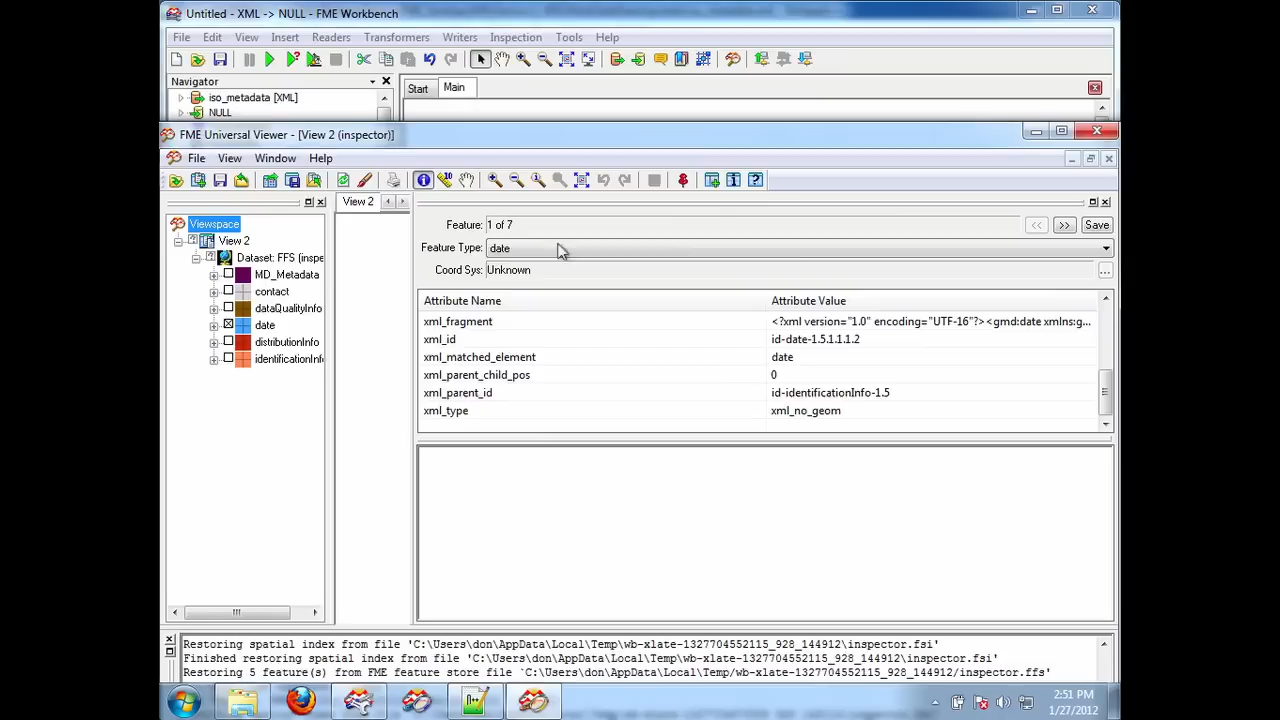 Untitled - XML -> NULL - FME Workbench
File Edit View Insert Readers Transformers Writers Inspection Tools Help
Navigator
Start Main
iso_metadata [XML]
NULL
FME Universal Viewer - [View 2 (inspector)]
File View Window Help
Viewspace
View 2
Dataset: FFS (inspe
MD_Metadata
contact
dataQualityInfo
date
distributionInfo
identificationInfo
View 2
Feature: 1 of 7 << >> Save
Feature Type: date
Coord Sys: Unknown ...
Attribute Name Attribute Value
xml_fragment <?xml version="1.0" encoding="UTF-16"?><gmd:date xmlns:g...
xml_id id-date-1.5.1.1.1.2
xml_matched_element date
xml_parent_child_pos 0
xml_parent_id id-identificationInfo-1.5
xml_type xml_no_geom
Restoring spatial index from file 'C:\Users\don\AppData\Local\Temp\wb-xlate-1327704552115_928_144912\inspector.fsi'
Finished restoring spatial index from file 'C:\Users\don\AppData\Local\Temp\wb-xlate-1327704552115_928_144912\inspector.fsi'
Restoring 5 feature(s) from FME feature store file `C:\Users\don\AppData\Local\Temp/wb-xlate-1327704552115_928_144912/inspector.ffs'
2:51 PM
1/27/2012